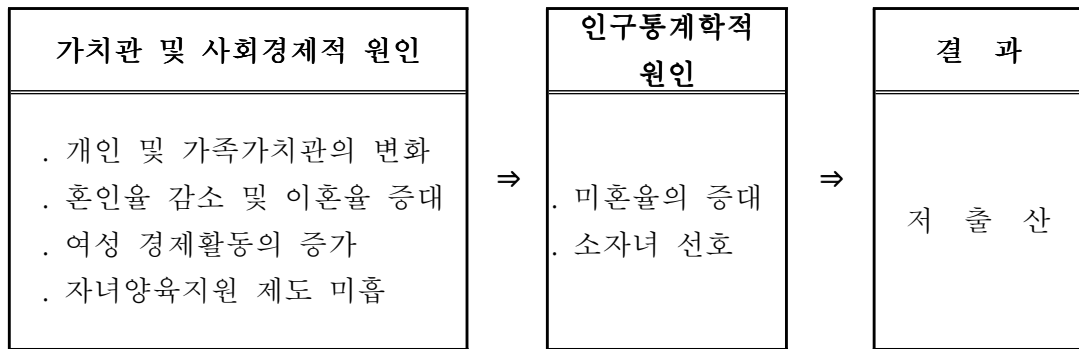 가치관 및 사회경제적 원인
. 개인 및 가족가치관의 변화
. 혼인율 감소 및 이혼율 증대
. 여성 경제활동의 증가
. 자녀양육지원 제도 미흡
⇒
인구통계학적
원인
. 미혼율의 증대
. 소자녀 선호
⇒
결 과
저 출 산